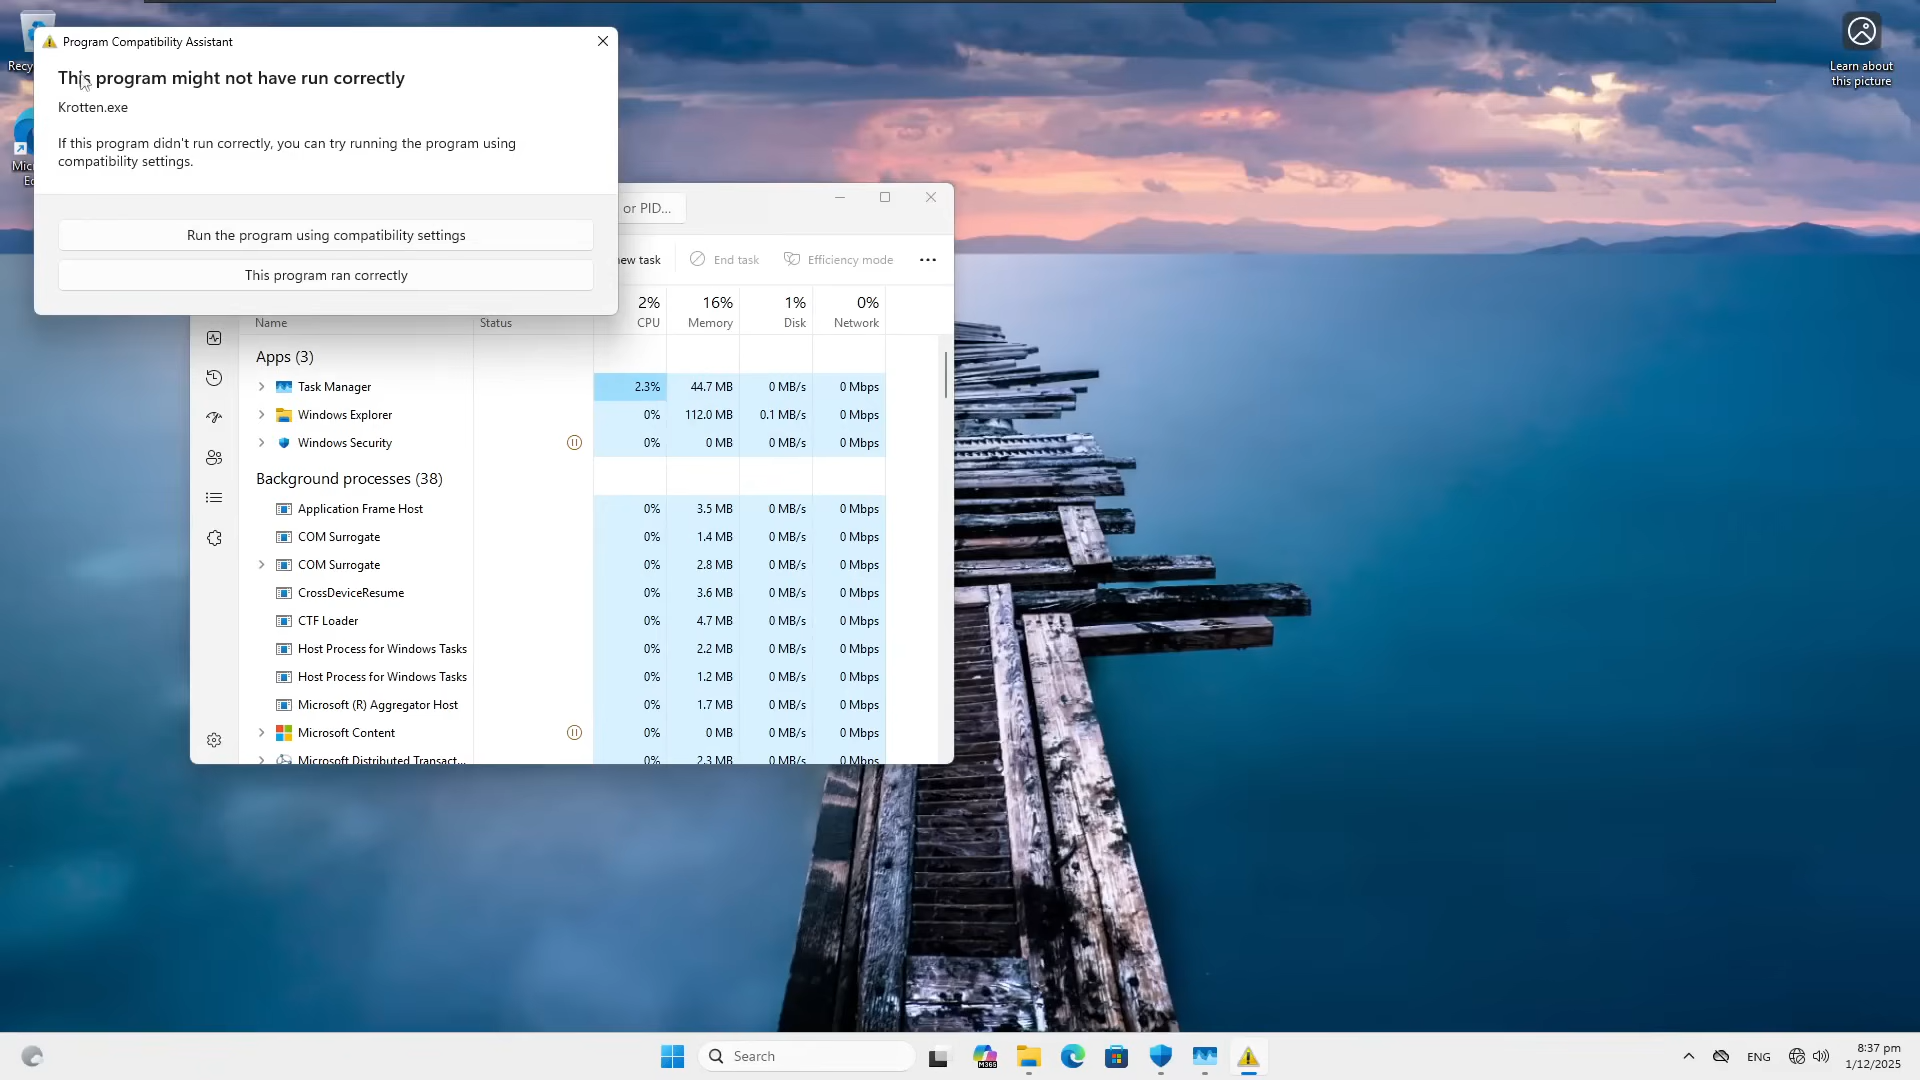 Recy
Micr
Ed
Learn about
this picture
Program Compatibility Assistant
This program might not have run correctly
Krotten.exe
If this program didn't run correctly, you can try running the program using
compatibility settings.
Run the program using compatibility settings
This program ran correctly
or PID...
new task
End task
Efficiency mode
2% 16% 1% 0%
Name Status CPU Memory Disk Network
Apps (3)
Task Manager 2.3% 44.7 MB 0 MB/s 0 Mbps
Windows Explorer 0% 112.0 MB 0.1 MB/s 0 Mbps
Windows Security 0% 0 MB 0 MB/s 0 Mbps
Background processes (38)
Application Frame Host 0% 3.5 MB 0 MB/s 0 Mbps
COM Surrogate 0% 1.4 MB 0 MB/s 0 Mbps
COM Surrogate 0% 2.8 MB 0 MB/s 0 Mbps
CrossDeviceResume 0% 3.6 MB 0 MB/s 0 Mbps
CTF Loader 0% 4.7 MB 0 MB/s 0 Mbps
Host Process for Windows Tasks 0% 2.2 MB 0 MB/s 0 Mbps
Host Process for Windows Tasks 0% 1.2 MB 0 MB/s 0 Mbps
Microsoft (R) Aggregator Host 0% 1.7 MB 0 MB/s 0 Mbps
Microsoft Content 0% 0 MB 0 MB/s 0 Mbps
Microsoft Distributed Transact... 0% 2.3 MB 0 MB/s 0 Mbps
Search
M365
ENG
8:37 pm
1/12/2025